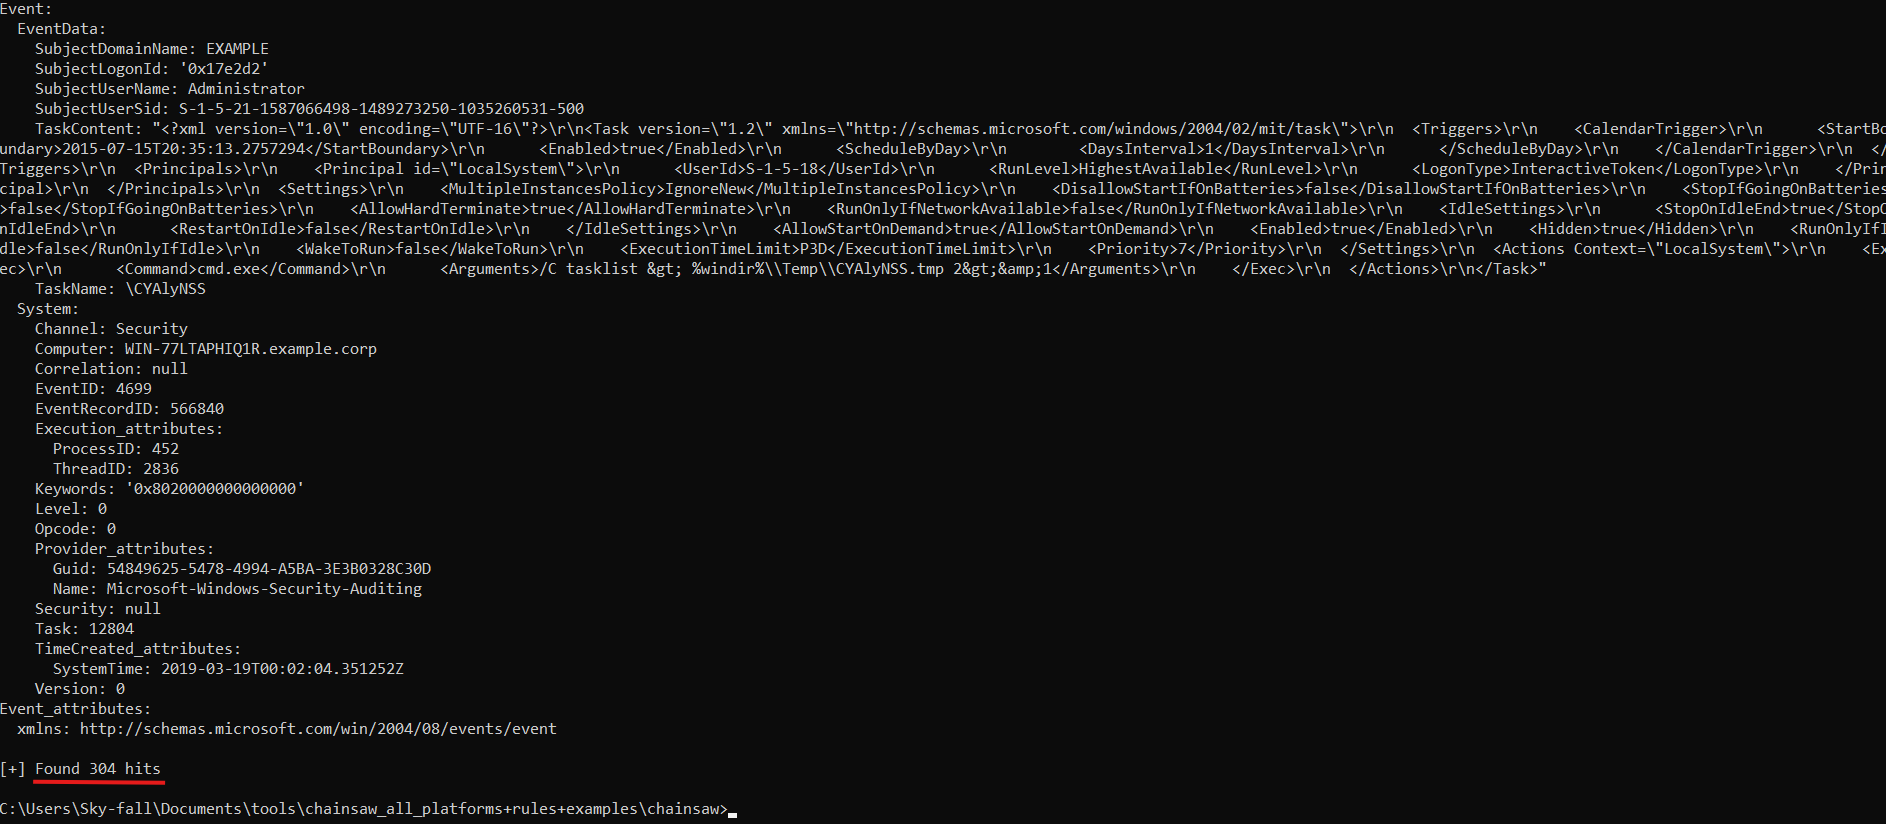 Event:
  EventData:
    SubjectDomainName: EXAMPLE
    SubjectLogonId: '0x17e2d2'
    SubjectUserName: Administrator
    SubjectUserSid: S-1-5-21-1587066498-1489273250-1035260531-500
    TaskContent: "<?xml version=\"1.0\" encoding=\"UTF-16\"?>\r\n<Task version=\"1.2\" xmlns=\"http://schemas.microsoft.com/windows/2004/02/mit/task\">\r\n  <Triggers>\r\n    <CalendarTrigger>\r\n      <StartBo
undary>2015-07-15T20:35:13.2757294</StartBoundary>\r\n      <Enabled>true</Enabled>\r\n      <ScheduleByDay>\r\n        <DaysInterval>1</DaysInterval>\r\n      </ScheduleByDay>\r\n    </CalendarTrigger>\r\n  </
Triggers>\r\n  <Principals>\r\n    <Principal id=\"LocalSystem\">\r\n      <UserId>S-1-5-18</UserId>\r\n      <RunLevel>HighestAvailable</RunLevel>\r\n      <LogonType>InteractiveToken</LogonType>\r\n    </Prin
cipal>\r\n  </Principals>\r\n  <Settings>\r\n    <MultipleInstancesPolicy>IgnoreNew</MultipleInstancesPolicy>\r\n    <DisallowStartIfOnBatteries>false</DisallowStartIfOnBatteries>\r\n    <StopIfGoingOnBatteries
>false</StopIfGoingOnBatteries>\r\n    <AllowHardTerminate>true</AllowHardTerminate>\r\n    <RunOnlyIfNetworkAvailable>false</RunOnlyIfNetworkAvailable>\r\n    <IdleSettings>\r\n      <StopOnIdleEnd>true</StopO
nIdleEnd>\r\n      <RestartOnIdle>false</RestartOnIdle>\r\n    </IdleSettings>\r\n    <AllowStartOnDemand>true</AllowStartOnDemand>\r\n    <Enabled>true</Enabled>\r\n    <Hidden>true</Hidden>\r\n    <RunOnlyIfI
dle>false</RunOnlyIfIdle>\r\n    <WakeToRun>false</WakeToRun>\r\n    <ExecutionTimeLimit>P3D</ExecutionTimeLimit>\r\n    <Priority>7</Priority>\r\n  </Settings>\r\n  <Actions Context=\"LocalSystem\">\r\n    <Ex
ec>\r\n      <Command>cmd.exe</Command>\r\n      <Arguments>/C tasklist &gt; %windir%\\Temp\\CYAlyNSS.tmp 2&gt;&amp;1</Arguments>\r\n    </Exec>\r\n  </Actions>\r\n</Task>"
    TaskName: \CYAlyNSS
  System:
    Channel: Security
    Computer: WIN-77LTAPHIQ1R.example.corp
    Correlation: null
    EventID: 4699
    EventRecordID: 566840
    Execution_attributes:
      ProcessID: 452
      ThreadID: 2836
    Keywords: '0x8020000000000000'
    Level: 0
    Opcode: 0
    Provider_attributes:
      Guid: 54849625-5478-4994-A5BA-3E3B0328C30D
      Name: Microsoft-Windows-Security-Auditing
    Security: null
    Task: 12804
    TimeCreated_attributes:
      SystemTime: 2019-03-19T00:02:04.351252Z
    Version: 0
Event_attributes:
  xmlns: http://schemas.microsoft.com/win/2004/08/events/event
[+] Found 304 hits
C:\Users\Sky-fall\Documents\tools\chainsaw_all_platforms+rules+examples\chainsaw>